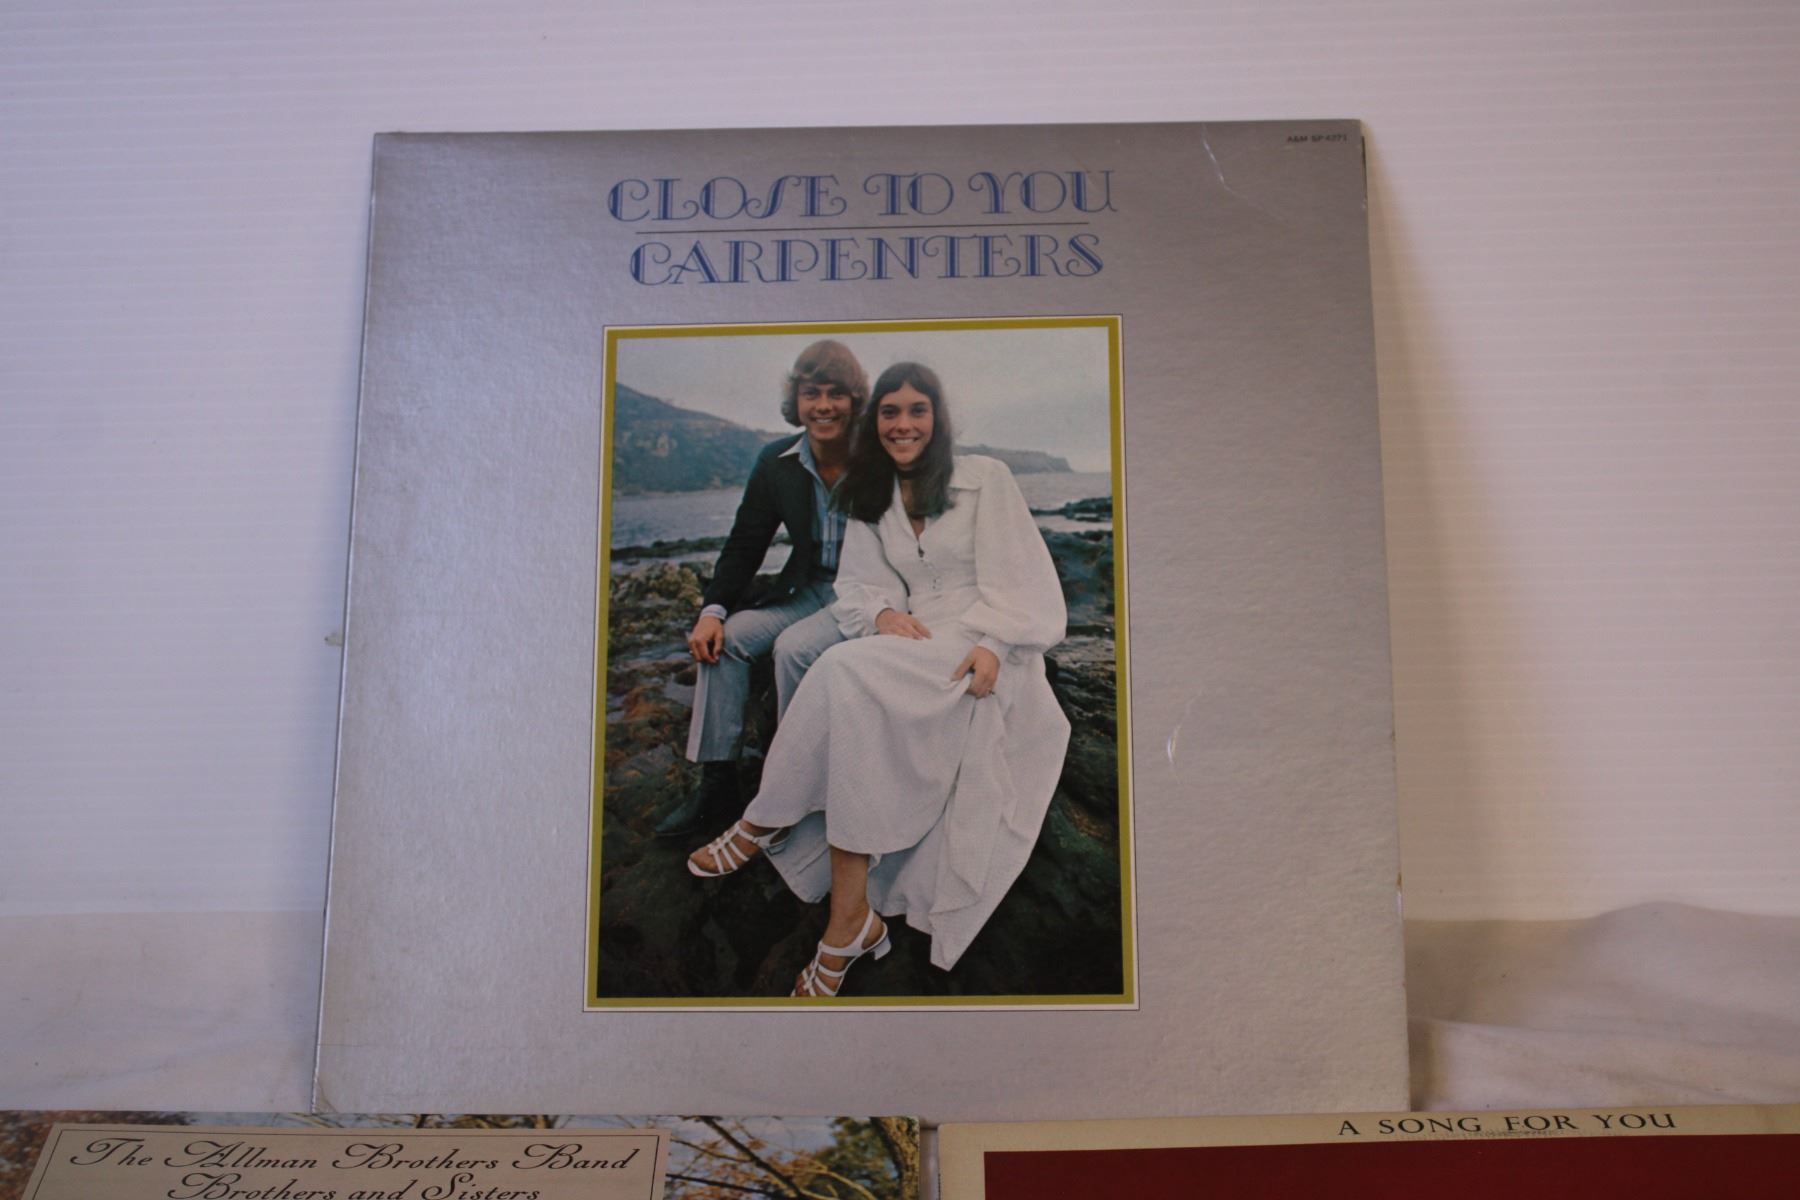 A&M SP 4271
CLOSE TO YOU
CARPENTERS
The Allman Brothers Band
Brothers and Sisters
A SONG FOR YOU